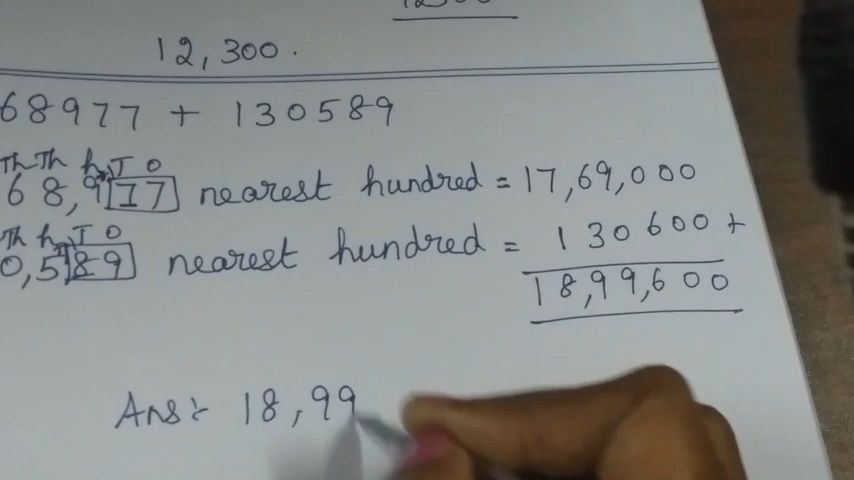 12,300.
68977 + 130589
Th Th h T O
68,977 nearest hundred = 17,69,000
Th h T O
0,589 nearest hundred = 130600 +
18,99,600
Ans:- 18,99